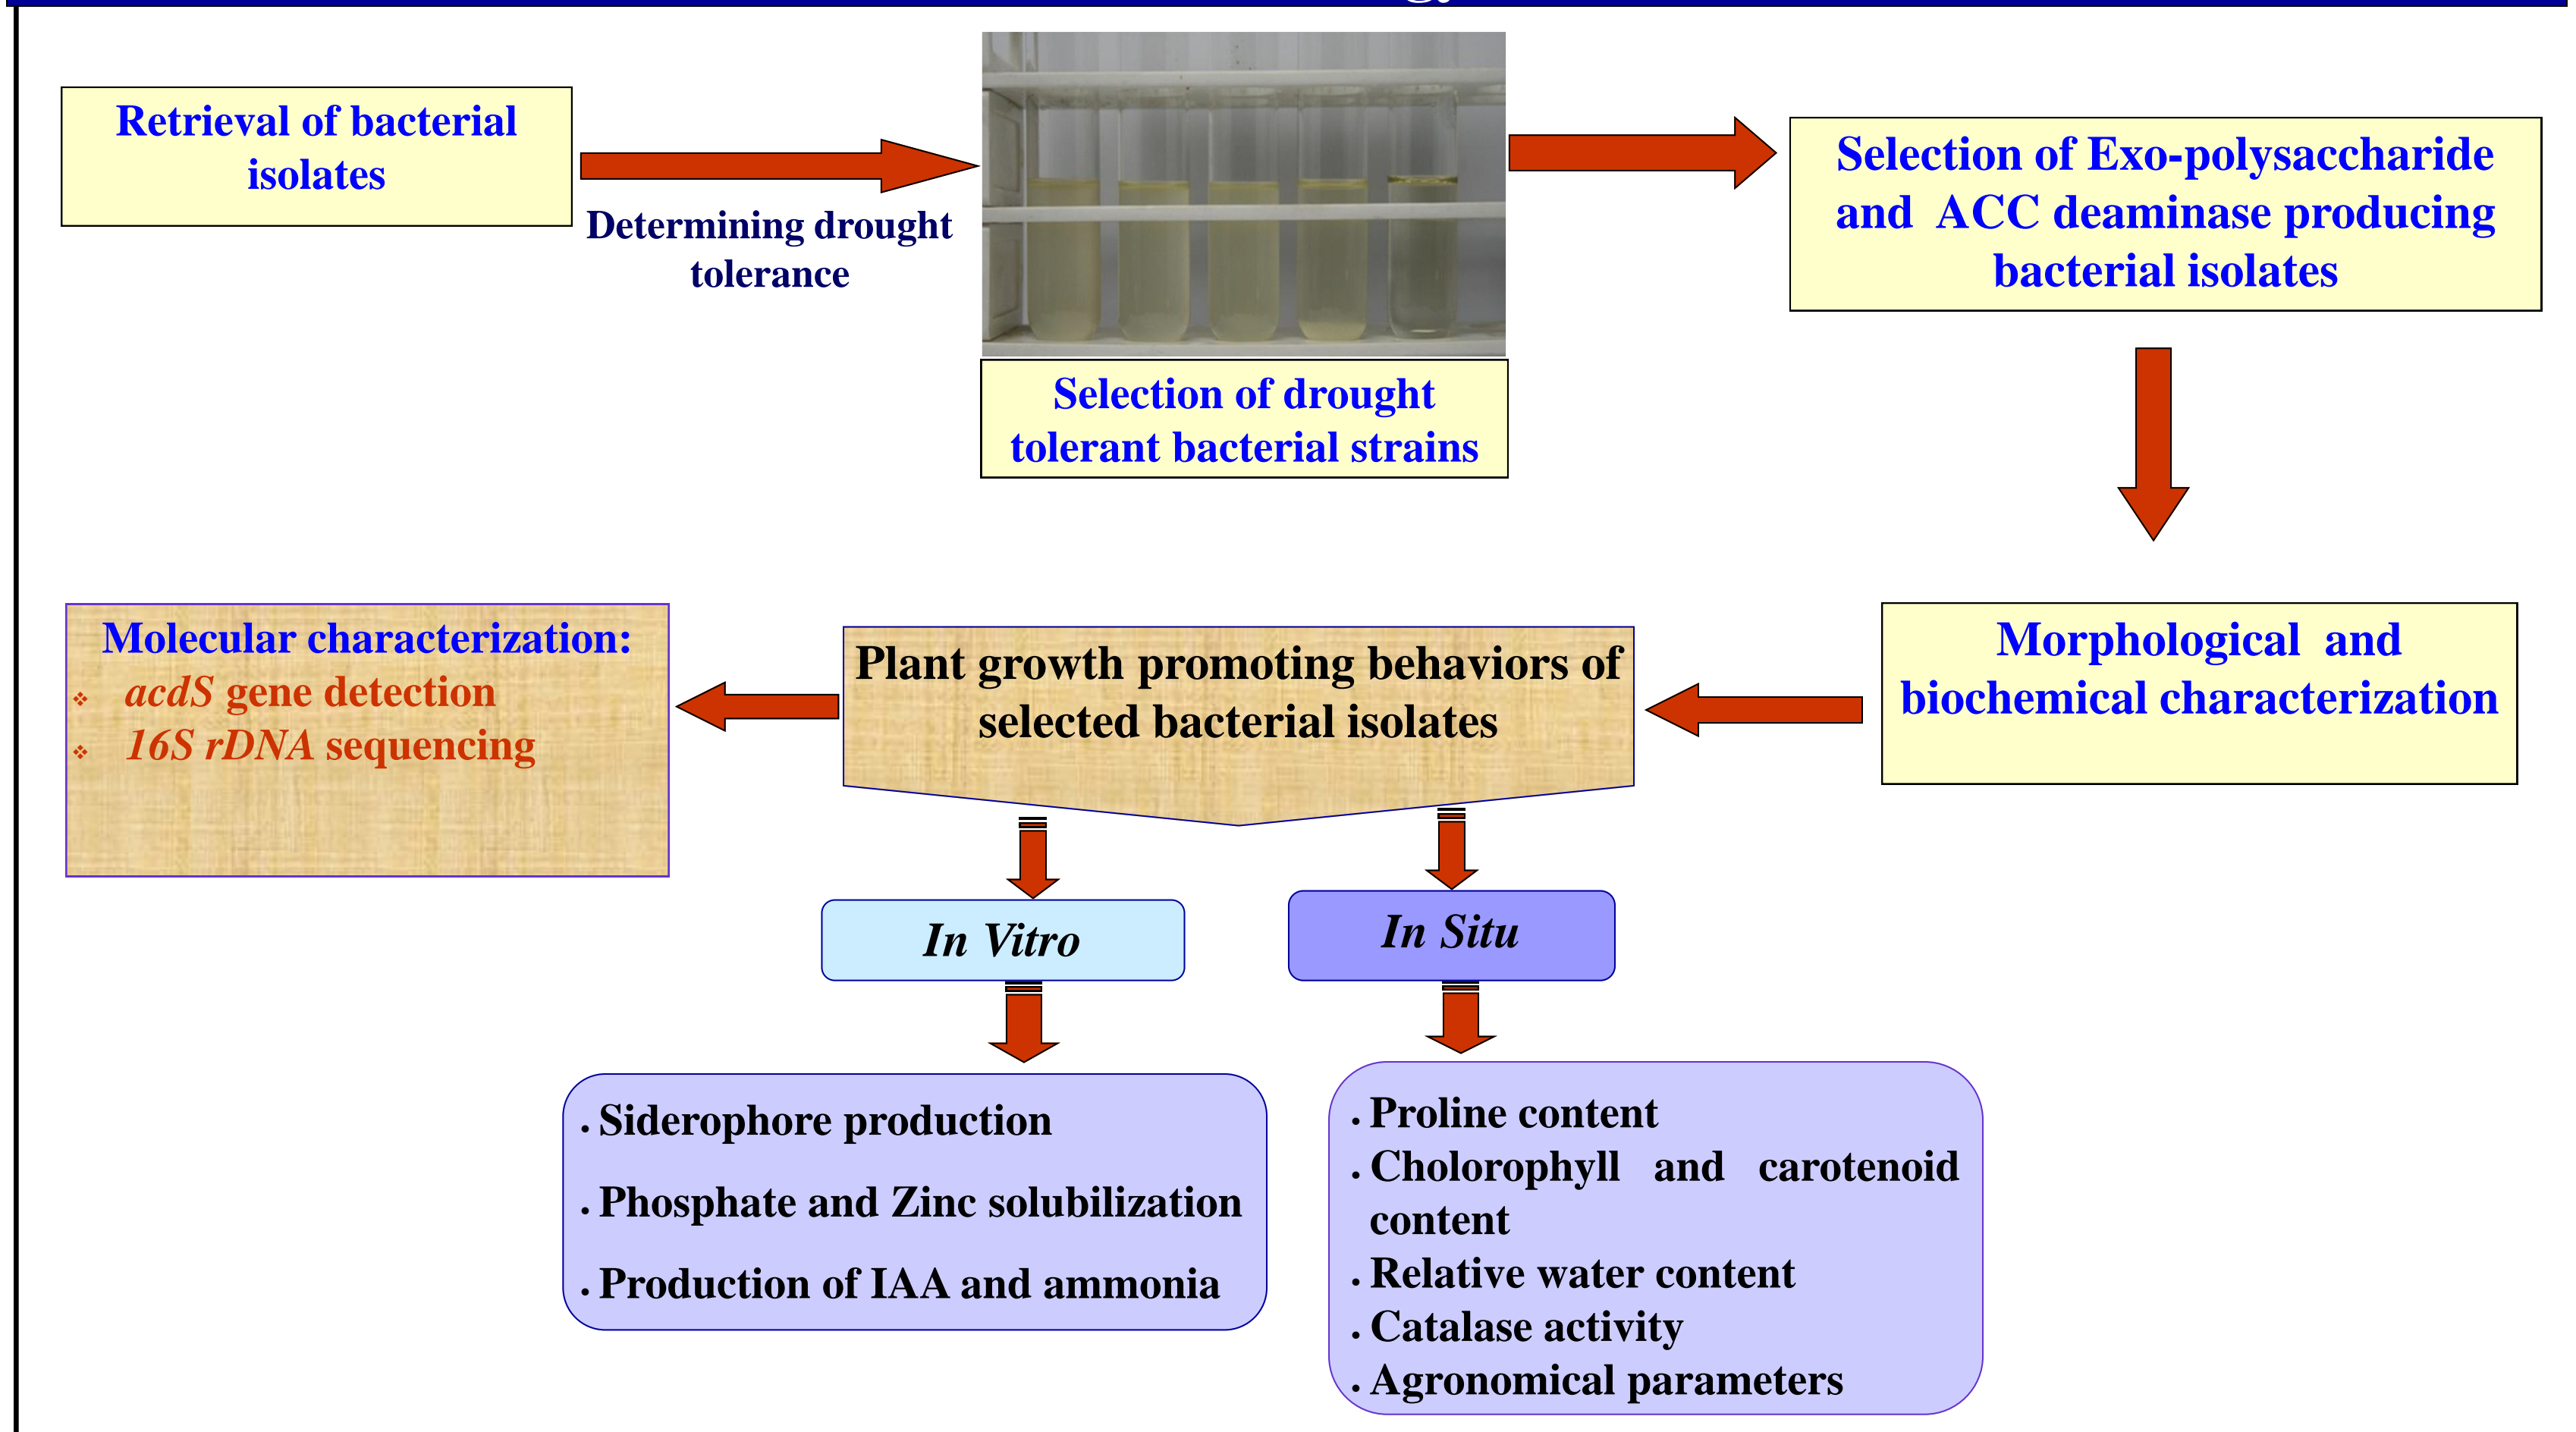 Retrieval of bacterial
isolates
Determining drought
tolerance
Selection of drought
tolerant bacterial strains
Selection of Exo-polysaccharide
and ACC deaminase producing
bacterial isolates
Morphological and
biochemical characterization
Plant growth promoting behaviors of
selected bacterial isolates
Molecular characterization:
❖ acdS gene detection
❖ 16S rDNA sequencing
In Vitro
In Situ
• Siderophore production
• Phosphate and Zinc solubilization
• Production of IAA and ammonia
• Proline content
• Cholorophyll and carotenoid
content
• Relative water content
• Catalase activity
• Agronomical parameters